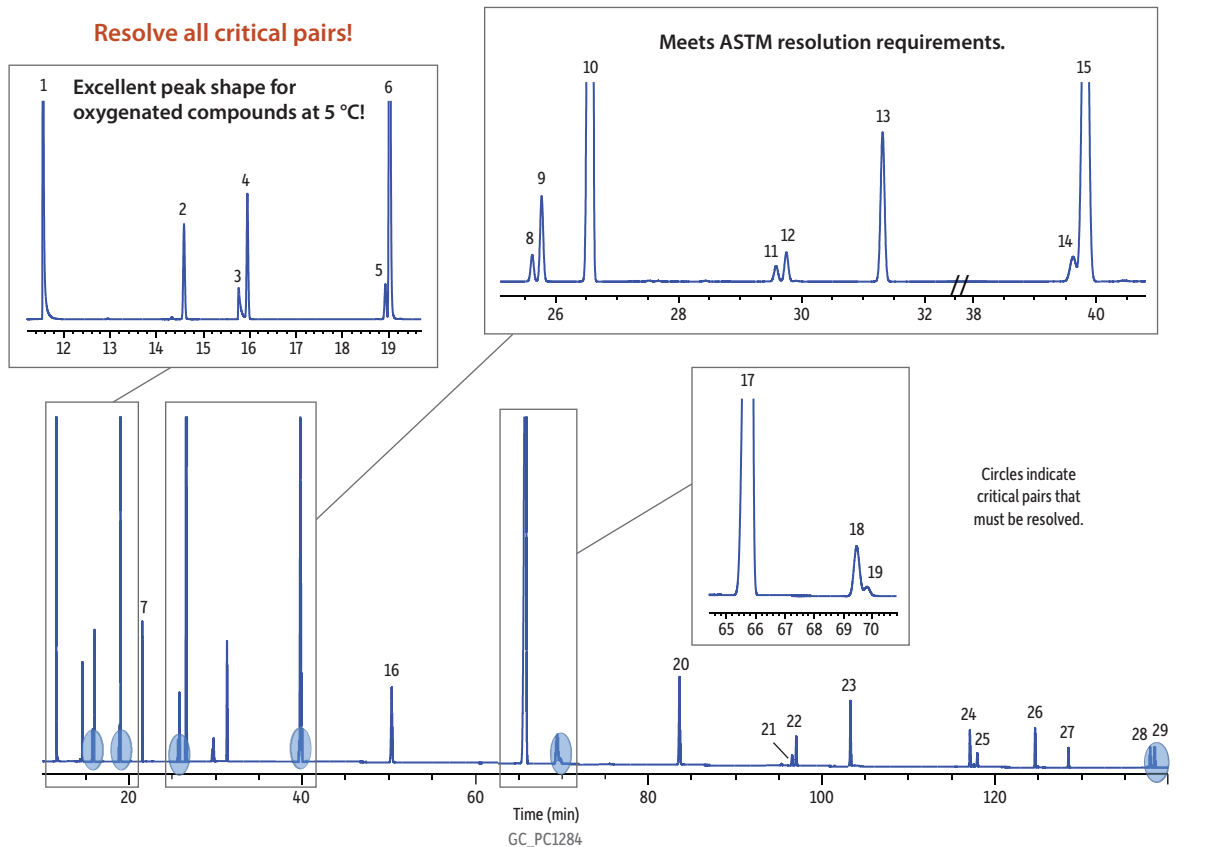 Resolve all critical pairs!
Excellent peak shape for
oxygenated compounds at 5 °C!
1
2
3
4
5
6
12 13 14 15 16 17 18 19
Meets ASTM resolution requirements.
8
9
10
11
12
13
14
15
26 28 30 32 38 40
17
18
19
65 66 67 68 69 70
Circles indicate
critical pairs that
must be resolved.
7
16
20
21
22
23
24
25
26
27
28
29
20 40 60 80 100 120
Time (min)
GC_PC1284